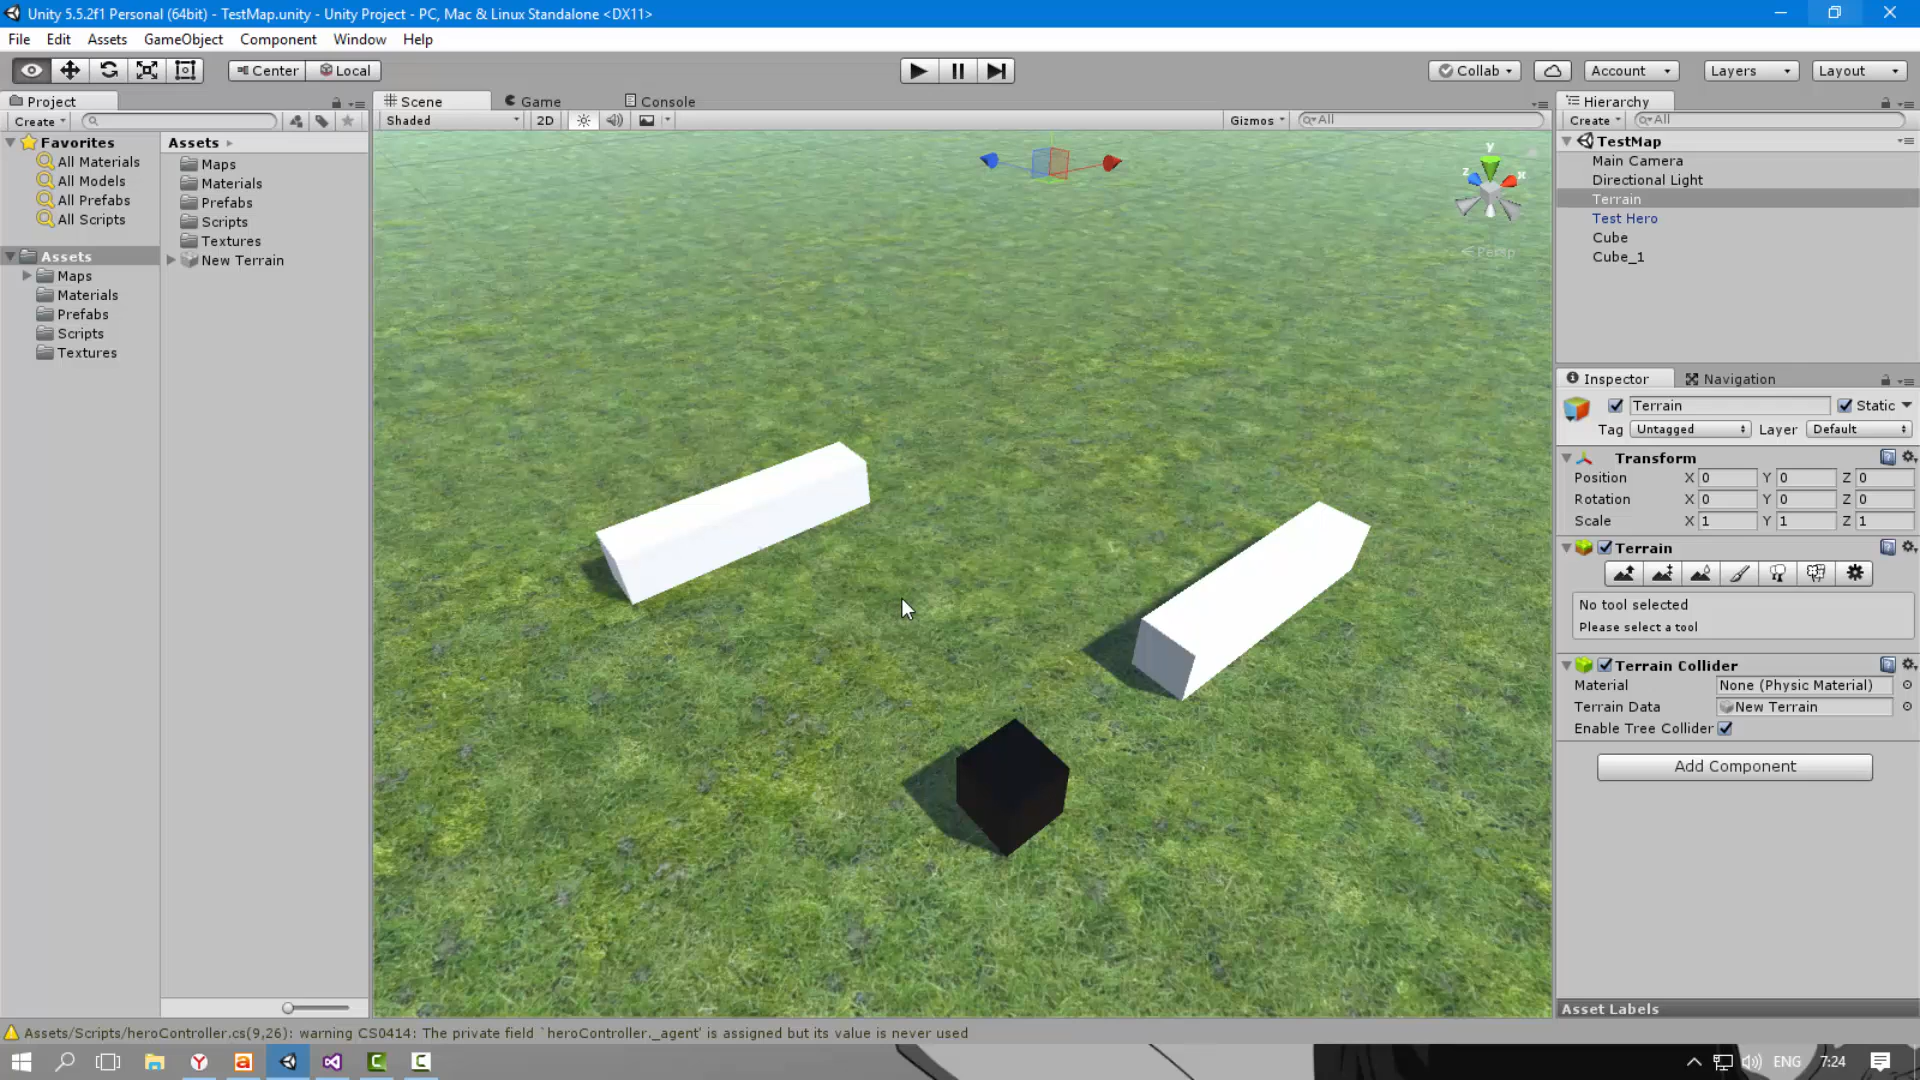 Unity 5.5.2f1 Personal (64bit) - TestMap.unity - Unity Project - PC, Mac & Linux Standalone <DX11>
File Edit Assets GameObject Component Window Help
Center Local Collab Account Layers Layout
Project Scene Game Console Hierarchy
Create Shaded 2D Gizmos All Create All
Favorites
All Materials
All Models
All Prefabs
All Scripts
Assets
Maps
Materials
Prefabs
Scripts
Textures
Assets
Maps
Materials
Prefabs
Scripts
Textures
New Terrain
y
z
x
Persp
TestMap
Main Camera
Directional Light
Terrain
Test Hero
Cube
Cube_1
Inspector Navigation
Terrain Static
Tag Untagged Layer Default
Transform
Position X 0 Y 0 Z 0
Rotation X 0 Y 0 Z 0
Scale X 1 Y 1 Z 1
Terrain
No tool selected
Please select a tool
Terrain Collider
Material None (Physic Material)
Terrain Data New Terrain
Enable Tree Collider
Add Component
Asset Labels
Assets/Scripts/heroController.cs(9,26): warning CS0414: The private field `heroController._agent' is assigned but its value is never used
ENG 7:24